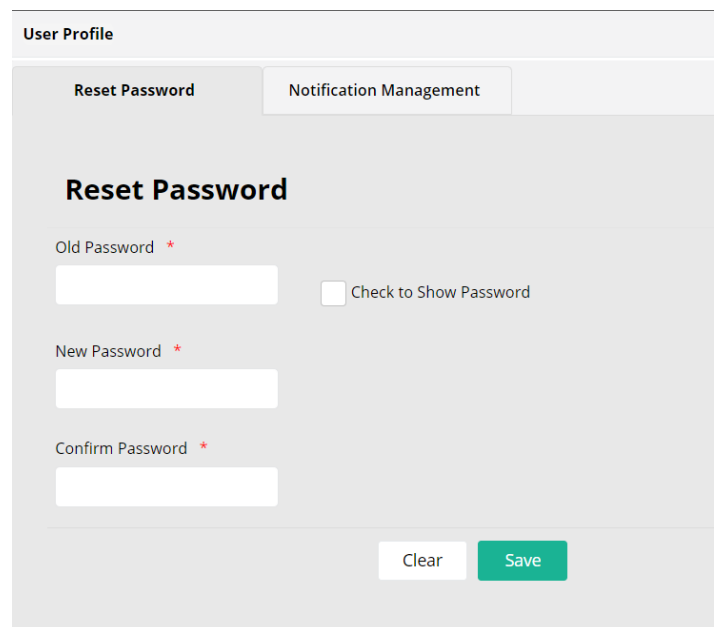 User Profile
Reset Password Notification Management
Reset Password
Old Password *
Check to Show Password
New Password *
Confirm Password *
Clear Save